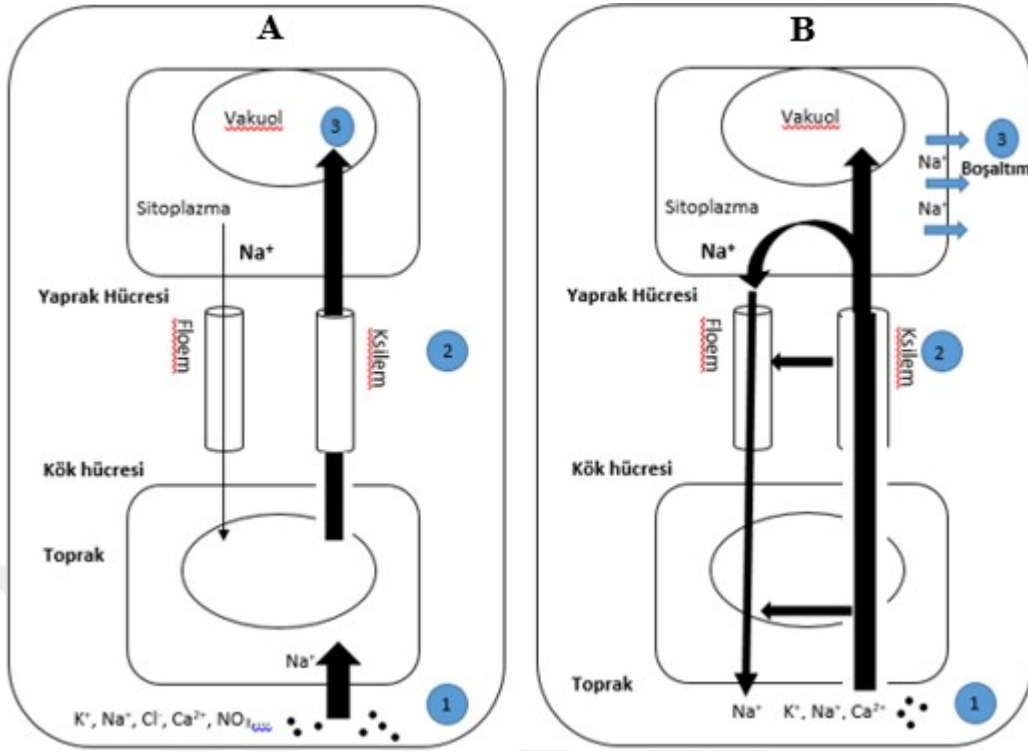 A
Vakuol
3
Sitoplazma
Na⁺
Yaprak Hücresi
Floem
Ksilem
2
Kök hücresi
Toprak
Na⁺
K⁺, Na⁺, Cl⁻, Ca²⁺, NO₃,....
1
B
Vakuol
3
Na⁺
Boşaltım
Sitoplazma
Na⁺
Na⁺
Yaprak Hücresi
Floem
Ksilem
2
Kök hücresi
Toprak
Na⁺
K⁺, Na⁺, Ca²⁺
1